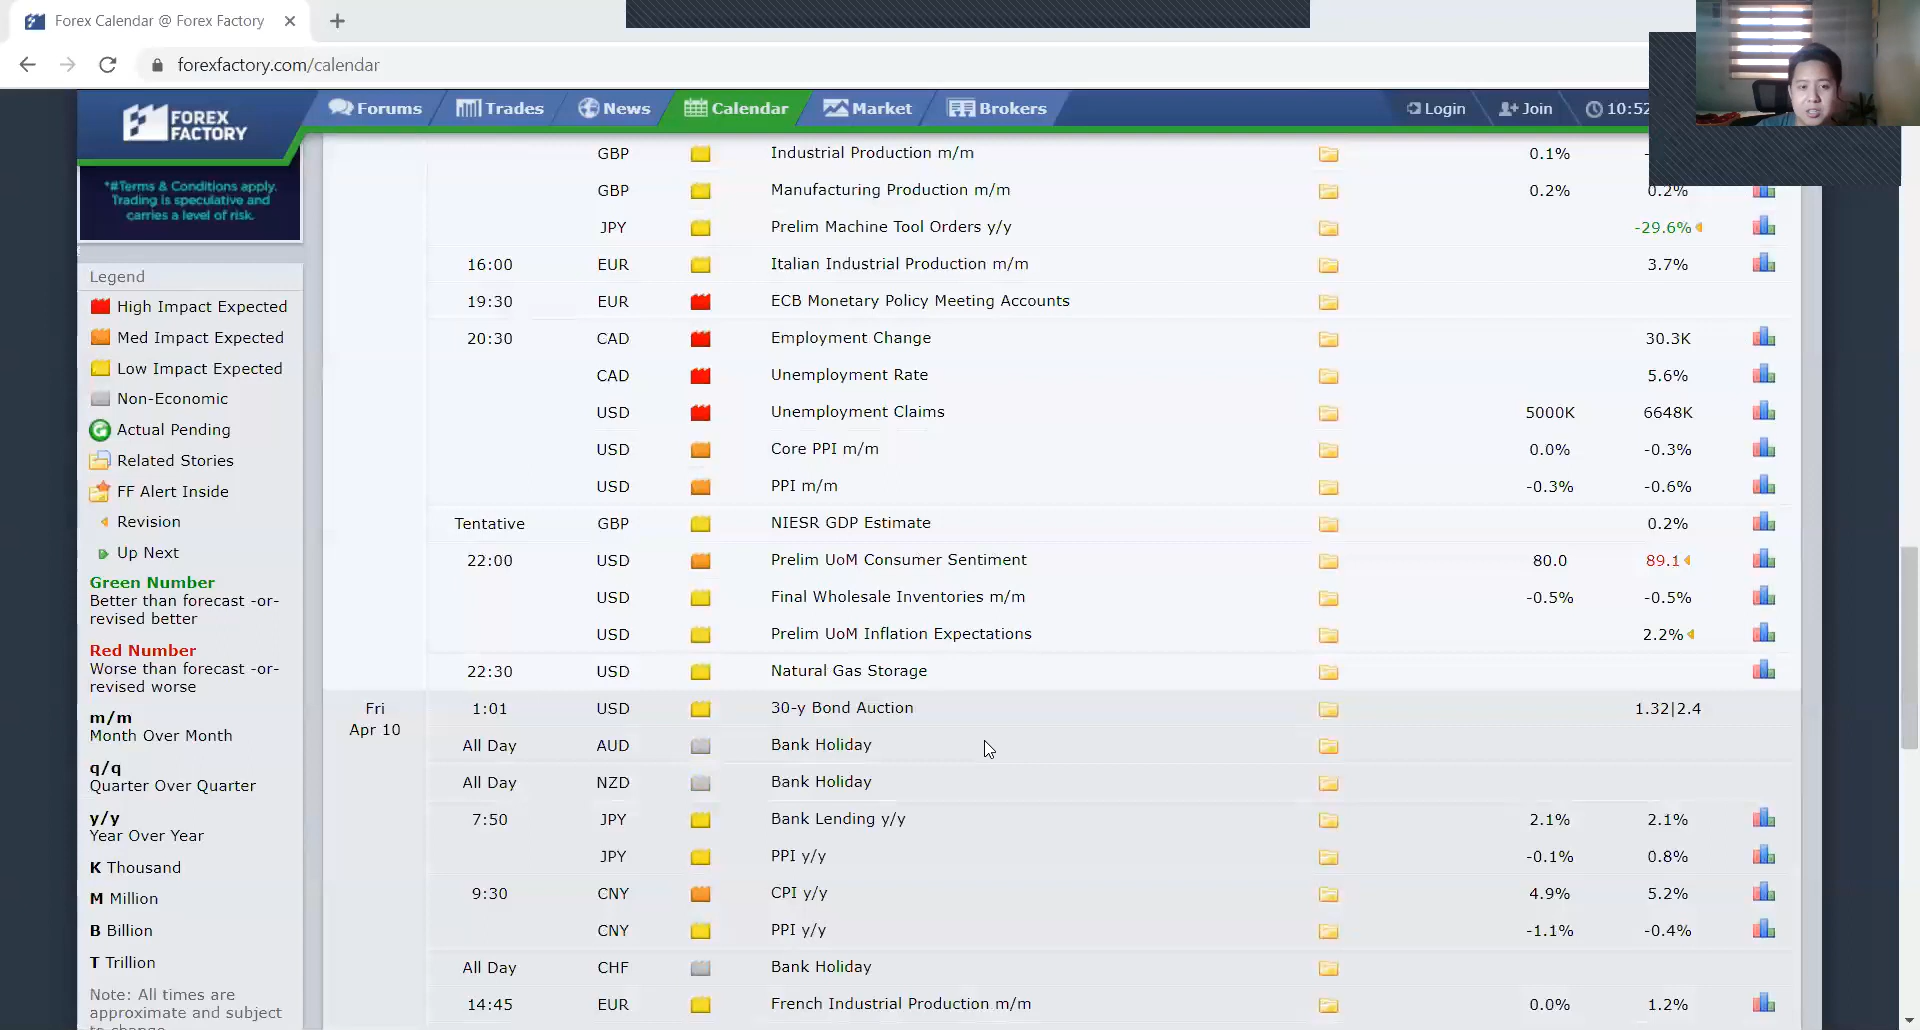 Forex Calendar @ Forex Factory
forexfactory.com/calendar
FOREX
FACTORY
Forums
Trades
News
Calendar
Market
Brokers
Login
Join
10:52
*#Terms & Conditions apply.
Trading is speculative and
carries a level of risk.
Legend
High Impact Expected
Med Impact Expected
Low Impact Expected
Non-Economic
Actual Pending
Related Stories
FF Alert Inside
Revision
Up Next
Green Number
Better than forecast -or-
revised better
Red Number
Worse than forecast -or-
revised worse
m/m
Month Over Month
q/q
Quarter Over Quarter
y/y
Year Over Year
K Thousand
M Million
B Billion
T Trillion
Note: All times are
approximate and subject
GBP Industrial Production m/m 0.1%
GBP Manufacturing Production m/m 0.2% 0.2%
JPY Prelim Machine Tool Orders y/y -29.6%
16:00 EUR Italian Industrial Production m/m 3.7%
19:30 EUR ECB Monetary Policy Meeting Accounts
20:30 CAD Employment Change 30.3K
CAD Unemployment Rate 5.6%
USD Unemployment Claims 5000K 6648K
USD Core PPI m/m 0.0% -0.3%
USD PPI m/m -0.3% -0.6%
Tentative GBP NIESR GDP Estimate 0.2%
22:00 USD Prelim UoM Consumer Sentiment 80.0 89.1
USD Final Wholesale Inventories m/m -0.5% -0.5%
USD Prelim UoM Inflation Expectations 2.2%
22:30 USD Natural Gas Storage
Fri 1:01 USD 30-y Bond Auction 1.32|2.4
Apr 10
All Day AUD Bank Holiday
All Day NZD Bank Holiday
7:50 JPY Bank Lending y/y 2.1% 2.1%
JPY PPI y/y -0.1% 0.8%
9:30 CNY CPI y/y 4.9% 5.2%
CNY PPI y/y -1.1% -0.4%
All Day CHF Bank Holiday
14:45 EUR French Industrial Production m/m 0.0% 1.2%